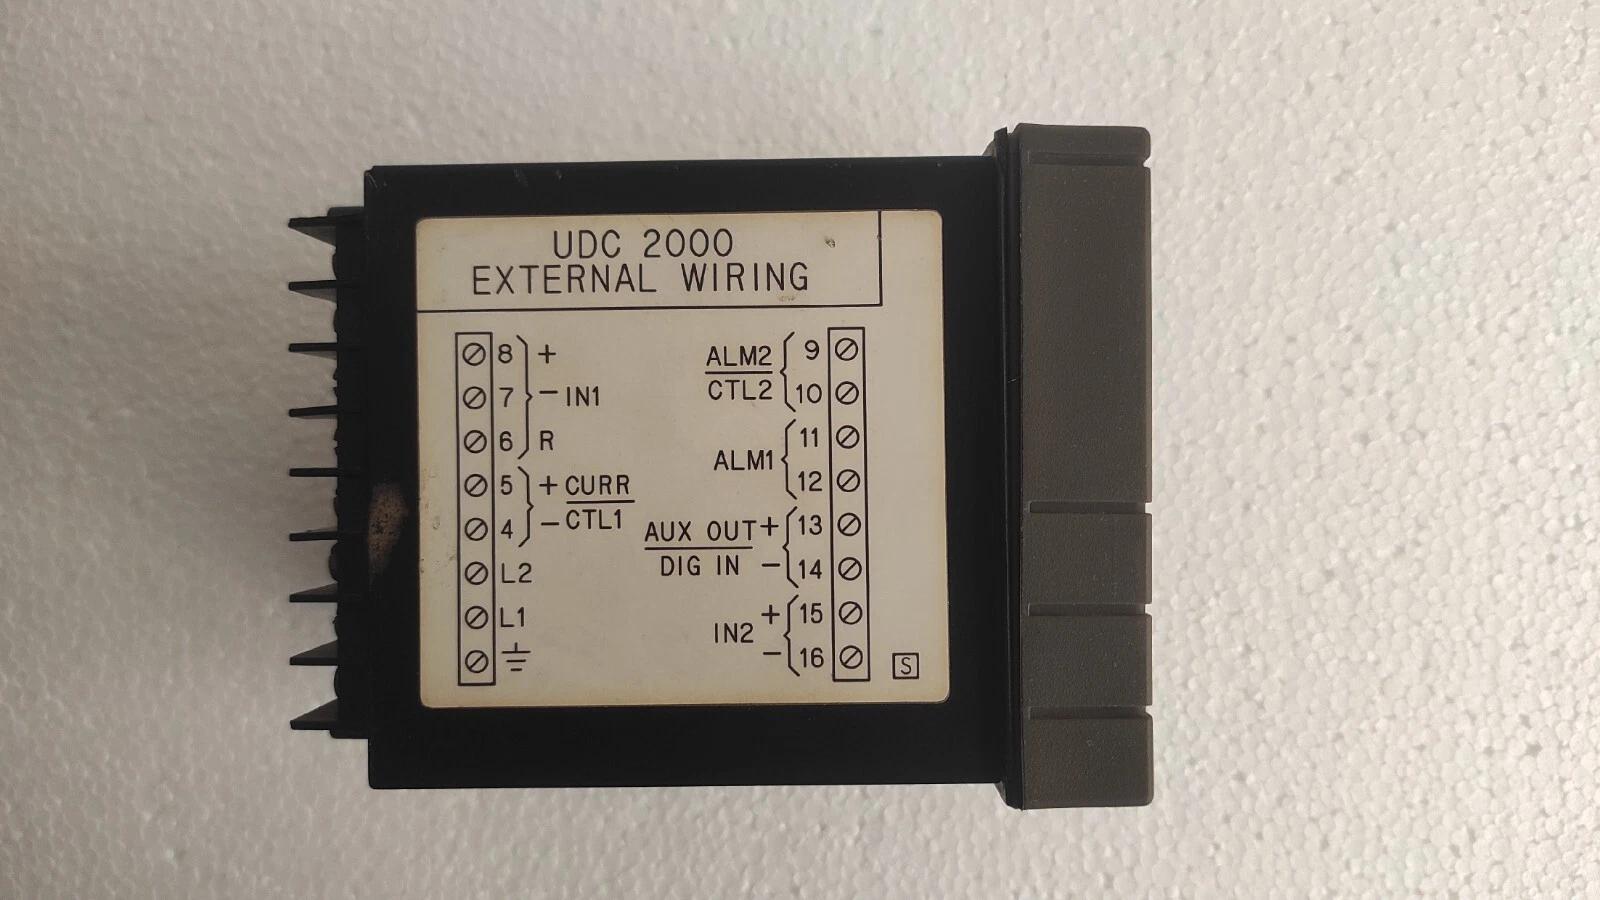 UDC 2000
EXTERNAL WIRING
8 +
7 − IN1
6 R
5 + CURR
4 − CTL1
L2
L1
ALM2 9
CTL2 10
11
ALM1
12
AUX OUT + 13
DIG IN − 14
+ 15
IN2
− 16
S